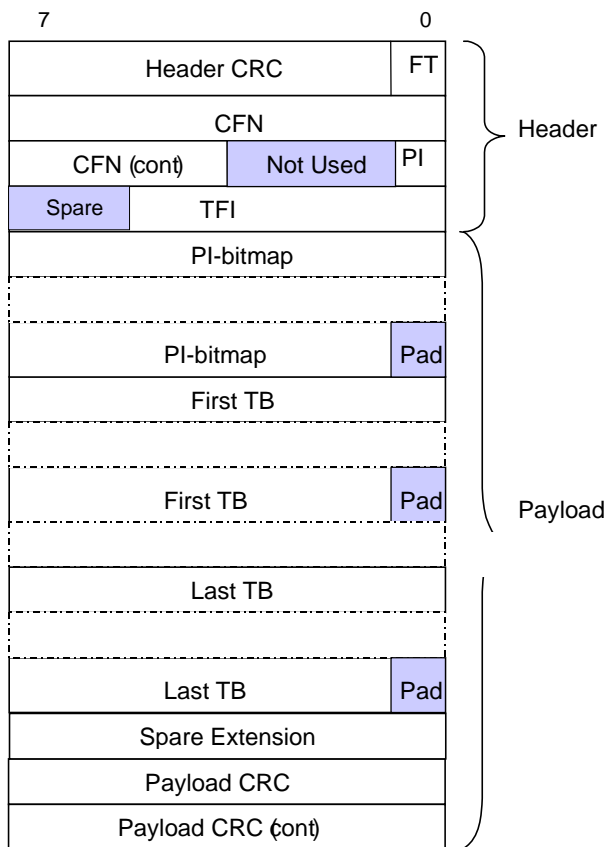 7 0
Header CRC FT
CFN
Header
CFN (cont) Not Used PI
Spare TFI
PI-bitmap
PI-bitmap Pad
First TB
First TB Pad
Payload
Last TB
Last TB Pad
Spare Extension
Payload CRC
Payload CRC (cont)